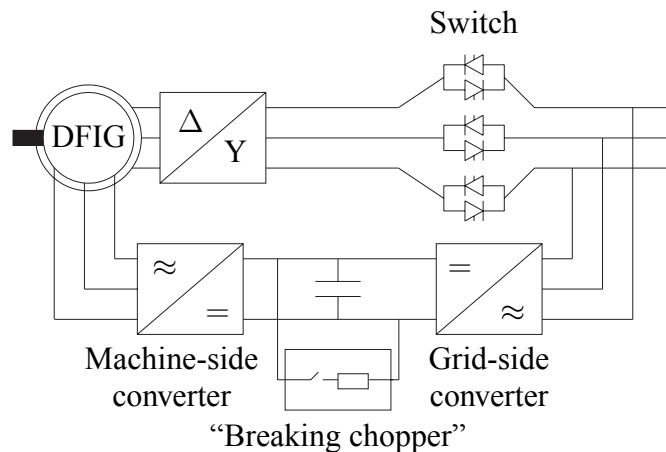 Switch
DFIG
Δ
Y
≈
=
=
≈
Machine-side
converter
Grid-side
converter
“Breaking chopper”